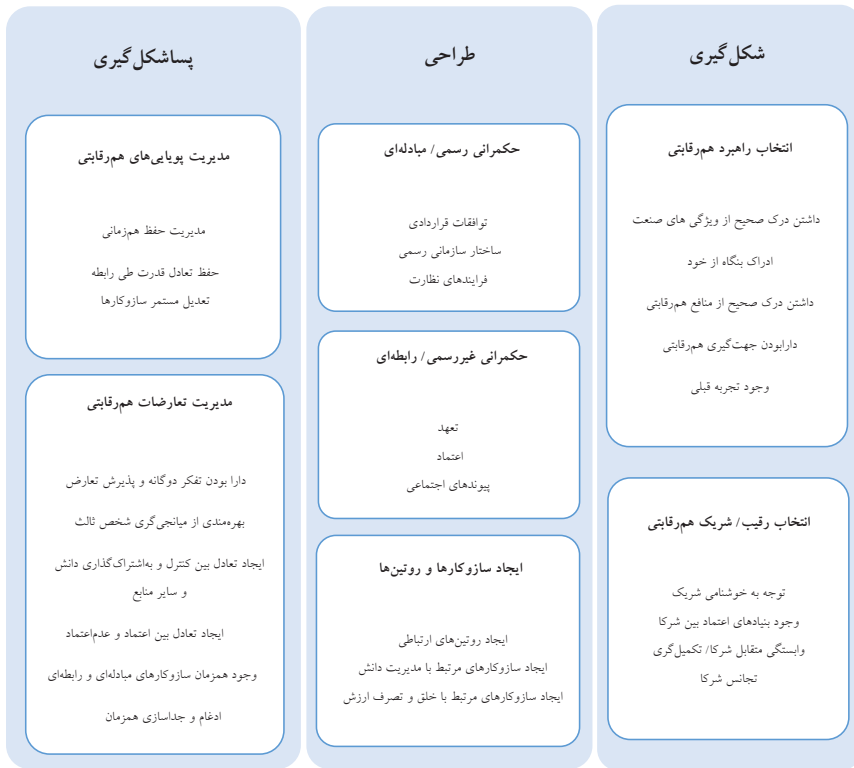 شکل‌گیری
انتخاب راهبرد هم‌رقابتی
داشتن درک صحیح از ویژگی های صنعت
ادراک بنگاه از خود
داشتن درک صحیح از منافع هم‌رقابتی
دارابودن جهت‌گیری هم‌رقابتی
وجود تجربه قبلی
انتخاب رقیب/ شریک هم‌رقابتی
توجه به خوشنامی شریک
وجود بنیادهای اعتماد بین شرکا
وابستگی متقابل شرکا/ تکمیل‌گری
تجانس شرکا
طراحی
حکمرانی رسمی/ مبادله‌ای
توافقات قراردادی
ساختار سازمانی رسمی
فرایندهای نظارت
حکمرانی غیررسمی/ رابطه‌ای
تعهد
اعتماد
پیوندهای اجتماعی
ایجاد سازوکارها و روتین‌ها
ایجاد روتین‌های ارتباطی
ایجاد سازوکارهای مرتبط با مدیریت دانش
ایجاد سازوکارهای مرتبط با خلق و تصرف ارزش
پساشکل‌گیری
مدیریت پویایی‌های هم‌رقابتی
مدیریت حفظ هم‌زمانی
حفظ تعادل قدرت طی رابطه
تعدیل مستمر سازوکارها
مدیریت تعارضات هم‌رقابتی
دارا بودن تفکر دوگانه و پذیرش تعارض
بهره‌مندی از میانجی‌گری شخص ثالث
ایجاد تعادل بین کنترل و به‌اشتراک‌گذاری دانش
و سایر منابع
ایجاد تعادل بین اعتماد و عدم‌اعتماد
وجود همزمان سازوکارهای مبادله‌ای و رابطه‌ای
ادغام و جداسازی همزمان